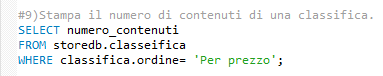 #9)Stampa il numero di contenuti di una classifica.
SELECT numero_contenuti
FROM storedb.classeifica
WHERE classifica.ordine= 'Per prezzo';